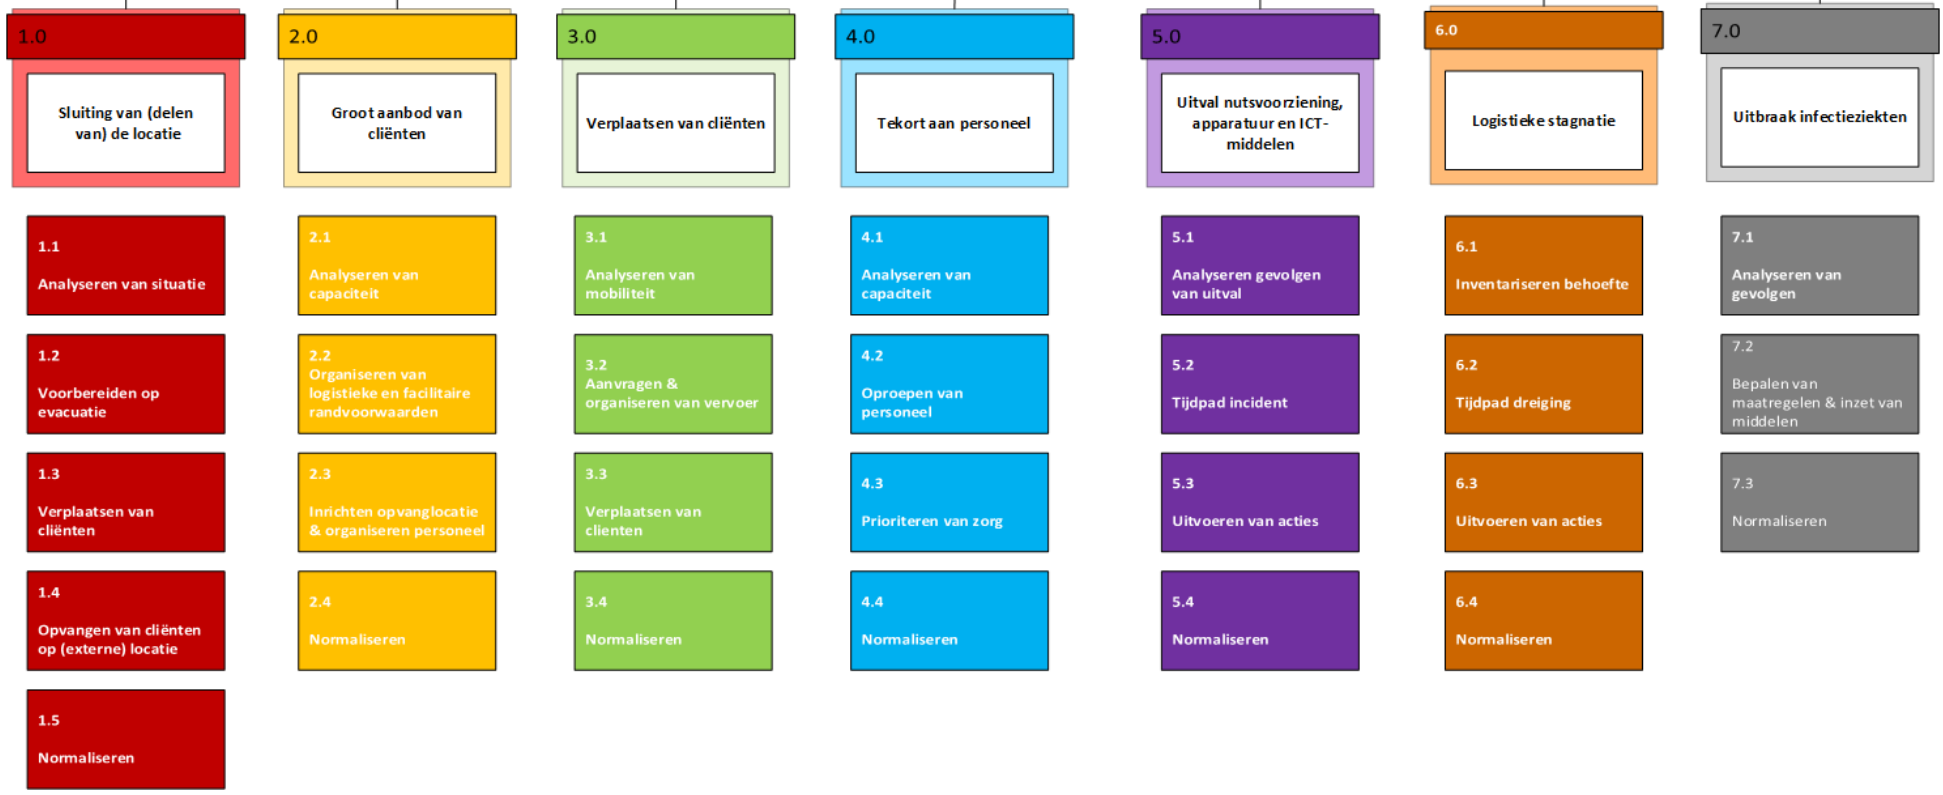 1.0
Sluiting van (delen
van) de locatie
1.1
Analyseren van situatie
1.2
Voorbereiden op
evacuatie
1.3
Verplaatsen van
cliënten
1.4
Opvangen van cliënten
op (externe) locatie
1.5
Normaliseren
2.0
Groot aanbod van
cliënten
2.1
Analyseren van
capaciteit
2.2
Organiseren van
logistieke en facilitaire
randvoorwaarden
2.3
Inrichten opvanglocatie
& organiseren personeel
2.4
Normaliseren
3.0
Verplaatsen van cliënten
3.1
Analyseren van
mobiliteit
3.2
Aanvragen &
organiseren van vervoer
3.3
Verplaatsen van
clienten
3.4
Normaliseren
4.0
Tekort aan personeel
4.1
Analyseren van
capaciteit
4.2
Oproepen van
personeel
4.3
Prioriteren van zorg
4.4
Normaliseren
5.0
Uitval nutsvoorziening,
apparatuur en ICT-
middelen
5.1
Analyseren gevolgen
van uitval
5.2
Tijdpad incident
5.3
Uitvoeren van acties
5.4
Normaliseren
6.0
Logistieke stagnatie
6.1
Inventariseren behoefte
6.2
Tijdpad dreiging
6.3
Uitvoeren van acties
6.4
Normaliseren
7.0
Uitbraak infectieziekten
7.1
Analyseren van
gevolgen
7.2
Bepalen van
maatregelen & inzet van
middelen
7.3
Normaliseren